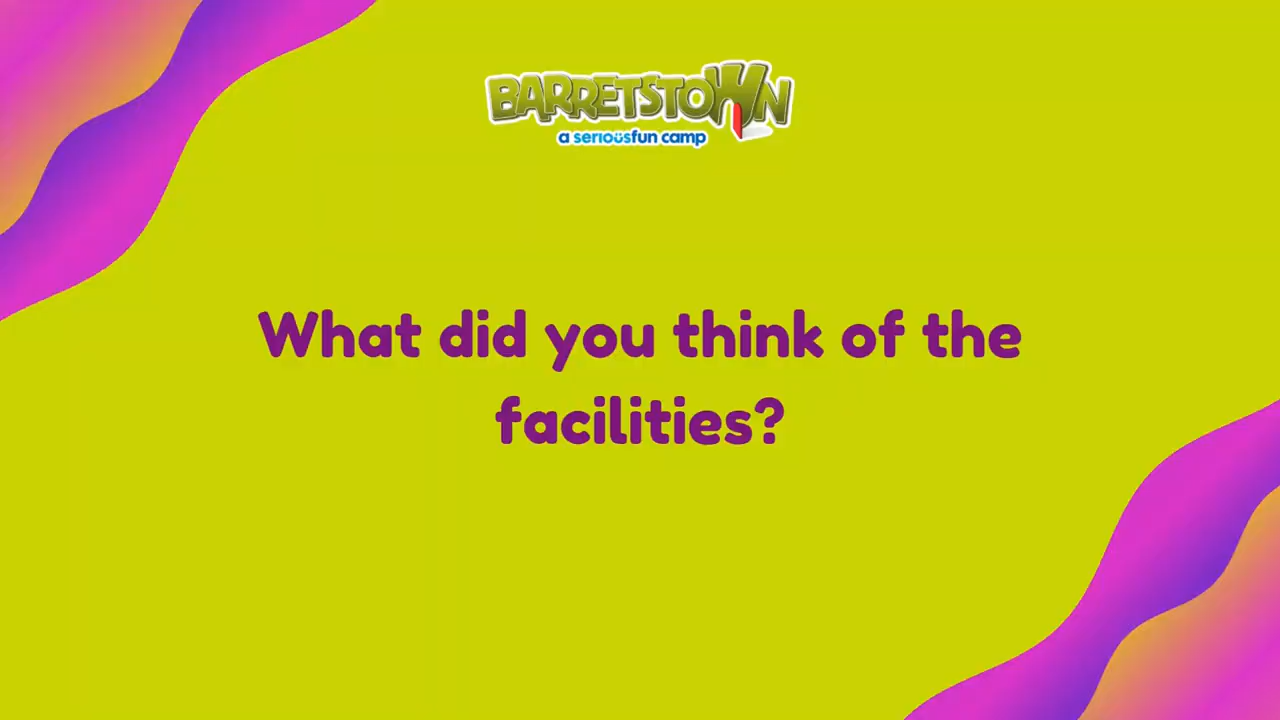 BARRETSTOWN
a seriousfun camp
What did you think of the
facilities?